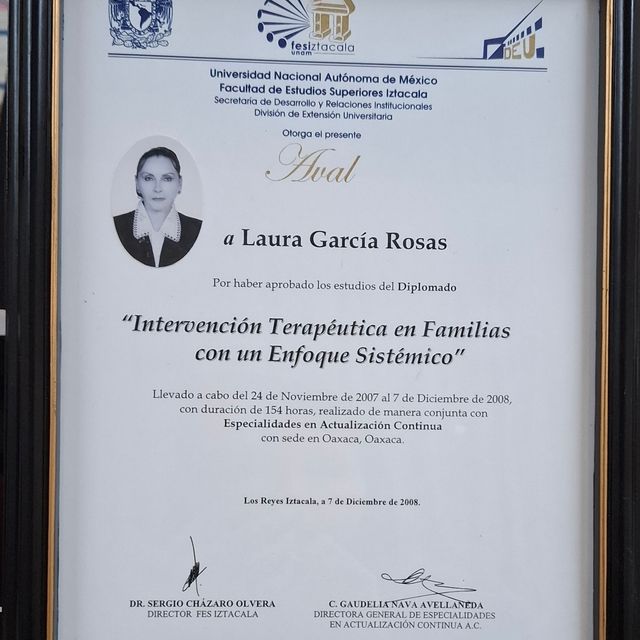 fesiztacala
unam
DEU
Universidad Nacional Autónoma de México
Facultad de Estudios Superiores Iztacala
Secretaria de Desarrollo y Relaciones Institucionales
División de Extensión Universitaria
Otorga el presente
Aval
a Laura García Rosas
Por haber aprobado los estudios del Diplomado
“Intervención Terapéutica en Familias
con un Enfoque Sistémico”
Llevado a cabo del 24 de Noviembre de 2007 al 7 de Diciembre de 2008,
con duración de 154 horas, realizado de manera conjunta con
Especialidades en Actualización Continua
con sede en Oaxaca, Oaxaca.
Los Reyes Iztacala, a 7 de Diciembre de 2008.
DR. SERGIO CHÁZARO OLVERA
DIRECTOR FES IZTACALA
C. GAUDELIA NAVA AVELLANEDA
DIRECTORA GENERAL DE ESPECIALIDADES
EN ACTUALIZACIÓN CONTINUA A.C.